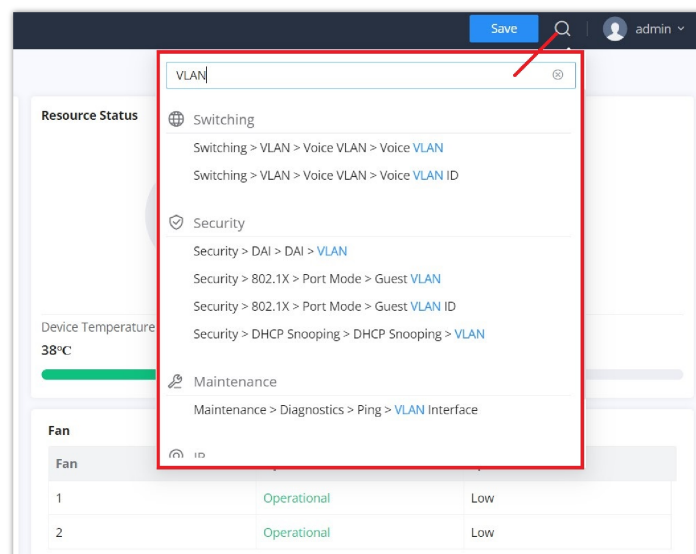 Save
admin
VLAN
Resource Status
Switching
Switching > VLAN > Voice VLAN > Voice VLAN
Switching > VLAN > Voice VLAN > Voice VLAN ID
Security
Security > DAI > DAI > VLAN
Security > 802.1X > Port Mode > Guest VLAN
Security > 802.1X > Port Mode > Guest VLAN ID
Security > DHCP Snooping > DHCP Snooping > VLAN
Device Temperature
38°C
Maintenance
Maintenance > Diagnostics > Ping > VLAN Interface
Fan
IP
Fan
1 Operational Low
2 Operational Low